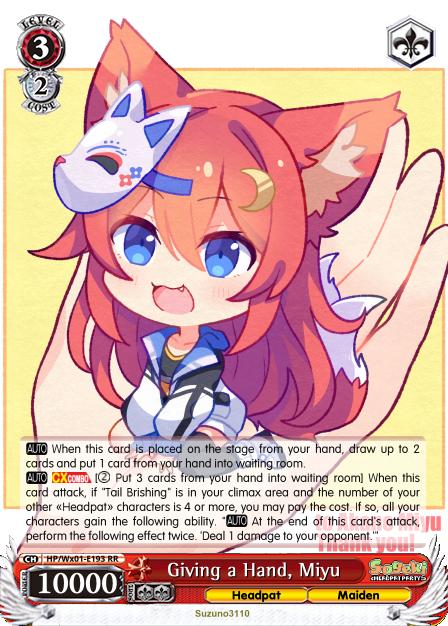 LEVEL
3
2
COST
AUTO When this card is placed on the stage from your hand, draw up to 2
cards and put 1 card from your hand into waiting room.
AUTO CXCOMBO [② Put 3 cards from your hand into waiting room] When this
card attack, if "Tail Brishing" is in your climax area and the number of your
other «Headpat» characters is 4 or more, you may pay the cost. If so, all your
characters gain the following ability. "AUTO At the end of this card's attack,
perform the following effect twice. 'Deal 1 damage to your opponent.'"
Thank you!
CH HP/Wx01-E193 RR
POWER 10000 SOUL Giving a Hand, Miyu
HEADPAT PARTY
Headpat Maiden
Suzuno3110